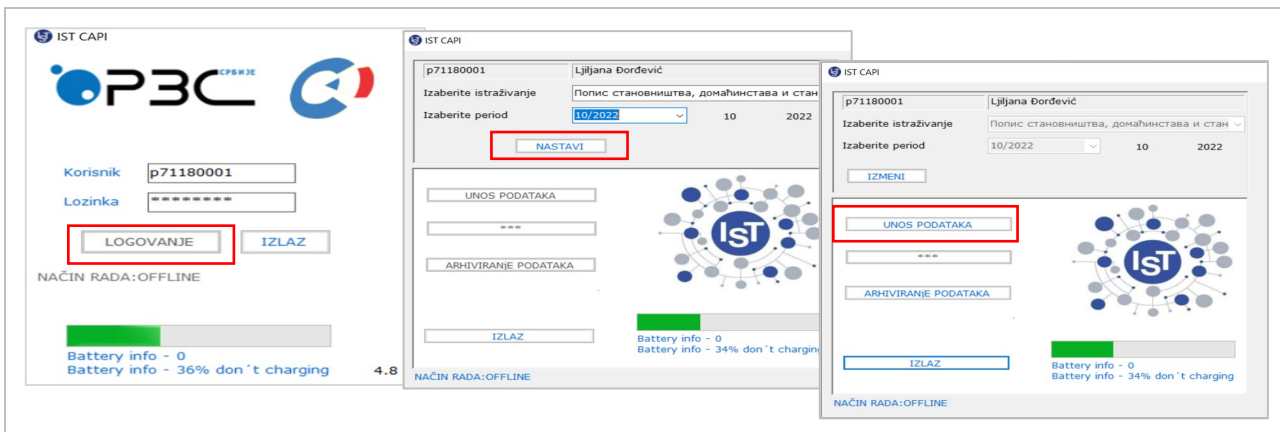 IST CAPI
РЗС СРБИЈЕ
Korisnik p71180001
Lozinka ********
LOGOVANJE IZLAZ
NAČIN RADA:OFFLINE
Battery info - 0
Battery info - 36% don´t charging 4.8
IST CAPI
p71180001 Ljiljana Đorđević
Izaberite istraživanje Попис становништва, домаћинстава и стан
Izaberite period 10/2022 10 2022
NASTAVI
UNOS PODATAKA
***
ARHIVIRANjE PODATAKA
IZLAZ
IST
Battery info - 0
Battery info - 34% don´t charging
NAČIN RADA:OFFLINE
IST CAPI
p71180001 Ljiljana Đorđević
Izaberite istraživanje Попис становништва, домаћинстава и стан
Izaberite period 10/2022 10 2022
IZMENI
UNOS PODATAKA
***
ARHIVIRANjE PODATAKA
IZLAZ
IST
Battery info - 0
Battery info - 34% don´t charging
NAČIN RADA:OFFLINE